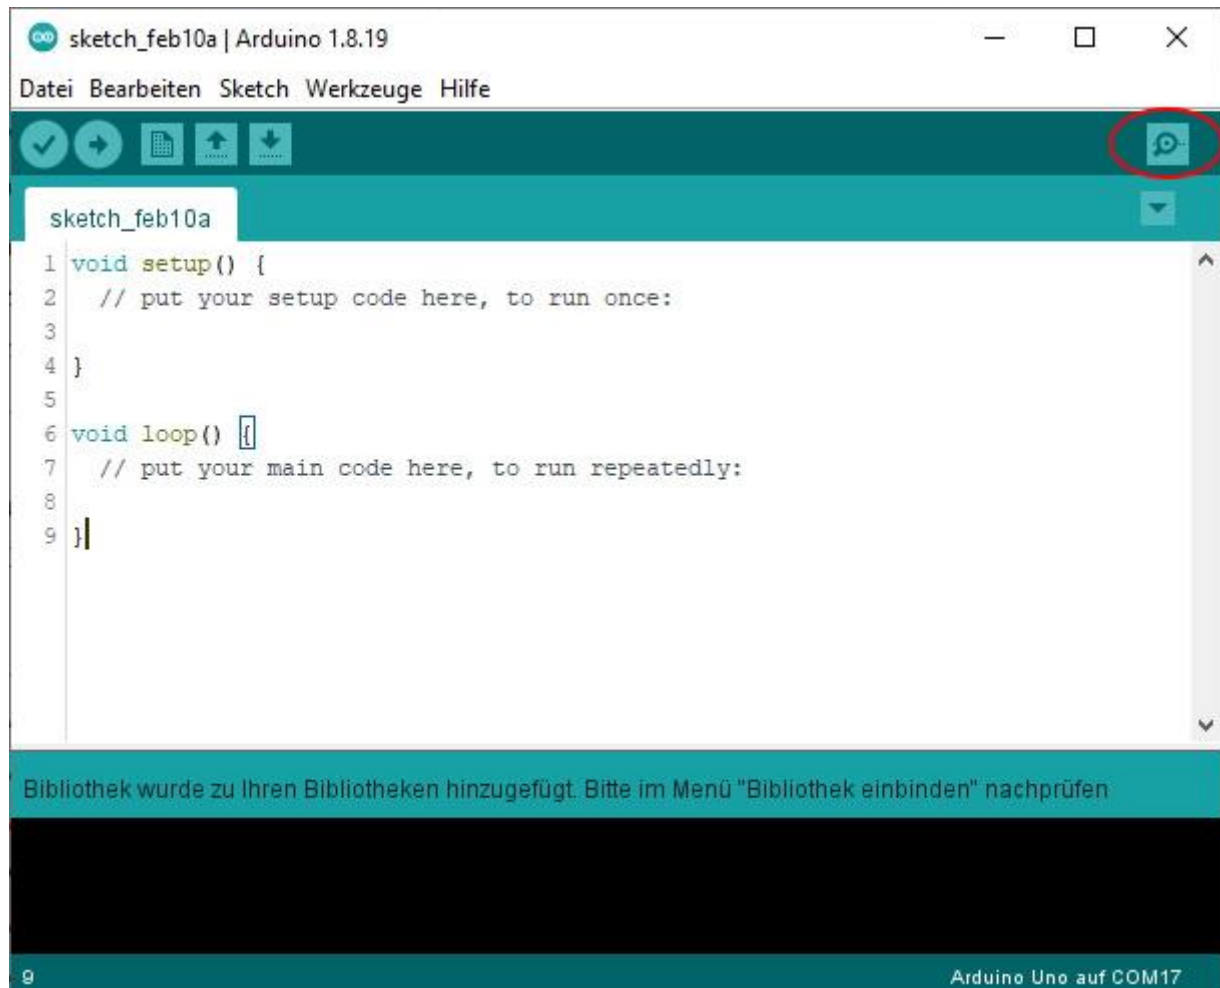 sketch_feb10a | Arduino 1.8.19
Datei Bearbeiten Sketch Werkzeuge Hilfe
sketch_feb10a
1 void setup() {
2   // put your setup code here, to run once:
3
4 }
5
6 void loop() {
7   // put your main code here, to run repeatedly:
8
9 }
Bibliothek wurde zu Ihren Bibliotheken hinzugefügt. Bitte im Menü "Bibliothek einbinden" nachprüfen
9 Arduino Uno auf COM17